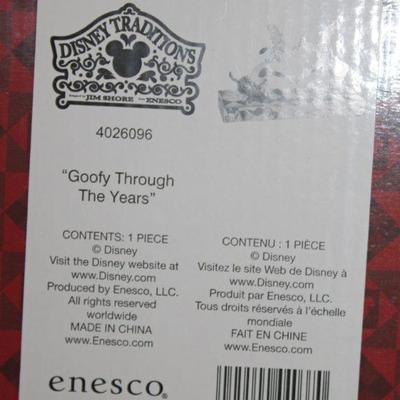 DISNEY TRADITIONS
JIM SHORE ENESCO
4026096
"Goofy Through
The Years"
CONTENTS: 1 PIECE
© Disney
Visit the Disney website at
www.Disney.com
Produced by Enesco, LLC.
All rights reserved
worldwide
MADE IN CHINA
www.Enesco.com
CONTENU : 1 PIÈCE
© Disney
Visitez le site Web de Disney à
www.Disney.com
Produit par Enesco, LLC.
Tous droits réservés à l'échelle
mondiale
FAIT EN CHINE
www.Enesco.com
enesco®